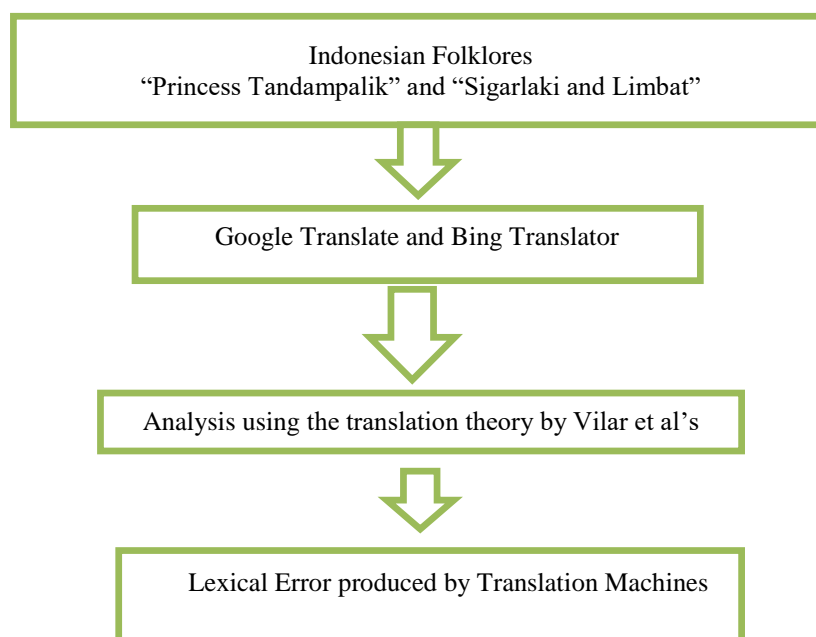 Indonesian Folklores
“Princess Tandampalik” and “Sigarlaki and Limbat”
Google Translate and Bing Translator
Analysis using the translation theory by Vilar et al’s
Lexical Error produced by Translation Machines